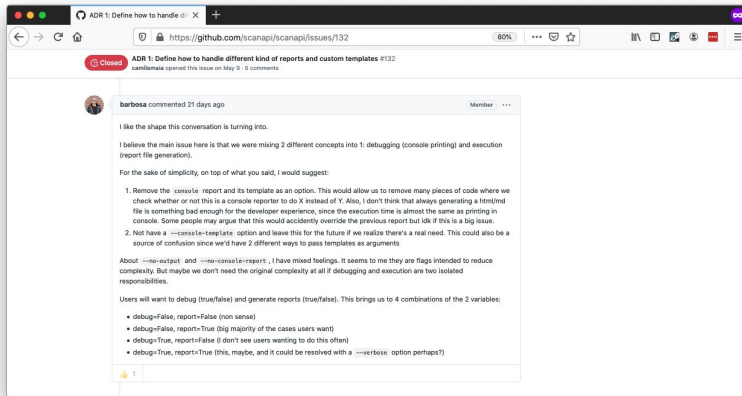 ADR 1: Define how to handle dif
https://github.com/scanapi/scanapi/issues/132
80%
Closed
ADR 1: Define how to handle different kind of reports and custom templates #132
camilamaia opened this issue on May 9 · 5 comments
barbosa commented 21 days ago
Member
I like the shape this conversation is turning into.
I believe the main issue here is that we were mixing 2 different concepts into 1: debugging (console printing) and execution
(report file generation).
For the sake of simplicity, on top of what you said, I would suggest:
1. Remove the console report and its template as an option. This would allow us to remove many pieces of code where we
check whether or not this is a console reporter to do X instead of Y. Also, I don't think that always generating a html/md
file is something bad enough for the developer experience, since the execution time is almost the same as printing in
console. Some people may argue that this would accidently override the previous report but idk if this is a big issue.
2. Not have a --console-template option and leave this for the future if we realize there's a real need. This could also be a
source of confusion since we'd have 2 different ways to pass templates as arguments
About --no-output and --no-console-report, I have mixed feelings. It seems to me they are flags intended to reduce
complexity. But maybe we don't need the original complexity at all if debugging and execution are two isolated
responsibilities.
Users will want to debug (true/false) and generate reports (true/false). This brings us to 4 combinations of the 2 variables:
• debug=False, report=False (non sense)
• debug=False, report=True (big majority of the cases users want)
• debug=True, report=False (I don't see users wanting to do this often)
• debug=True, report=True (this, maybe, and it could be resolved with a --verbose option perhaps?)
👍 1